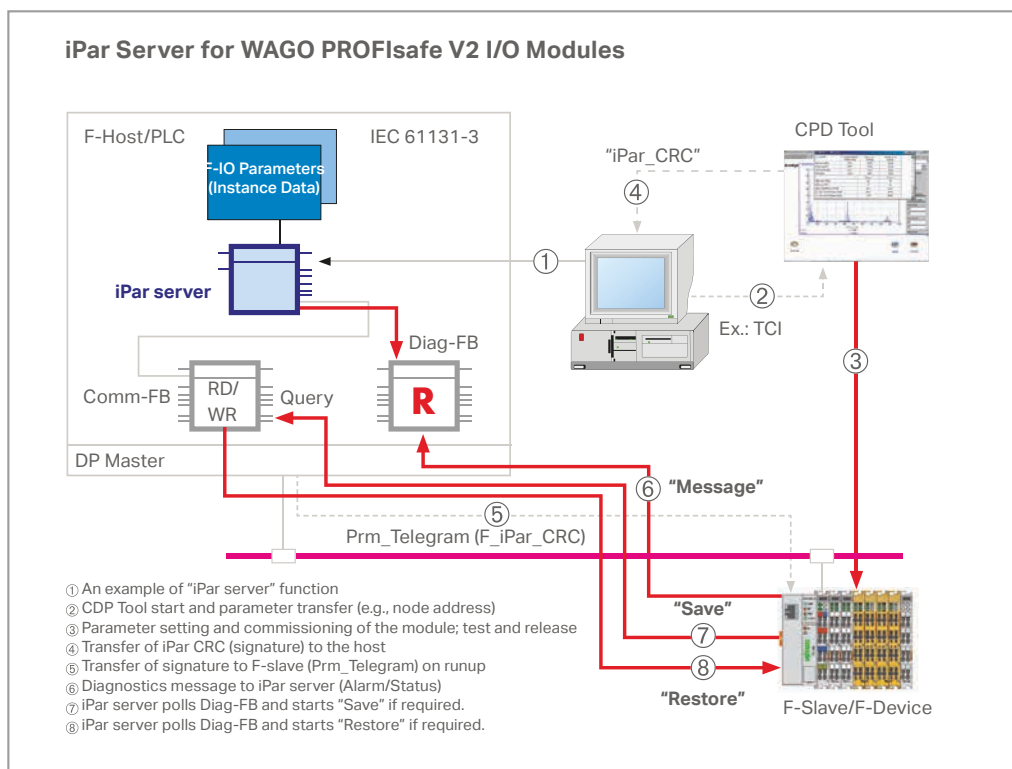 iPar Server for WAGO PROFIsafe V2 I/O Modules
F-Host/PLC
IEC 61131-3
CPD Tool
F-IO Parameters
(Instance Data)
"iPar_CRC"
④
①
iPar server
②
Ex.: TCI
Diag-FB
③
Comm-FB
RD/
WR
Query
R
DP Master
⑥ "Message"
⑤
Prm_Telegram (F_iPar_CRC)
① An example of "iPar server" function
② CDP Tool start and parameter transfer (e.g., node address)
③ Parameter setting and commissioning of the module; test and release
④ Transfer of iPar CRC (signature) to the host
⑤ Transfer of signature to F-slave (Prm_Telegram) on runup
⑥ Diagnostics message to iPar server (Alarm/Status)
⑦ iPar server polls Diag-FB and starts "Save" if required.
⑧ iPar server polls Diag-FB and starts "Restore" if required.
"Save"
⑦
⑧
"Restore"
F-Slave/F-Device